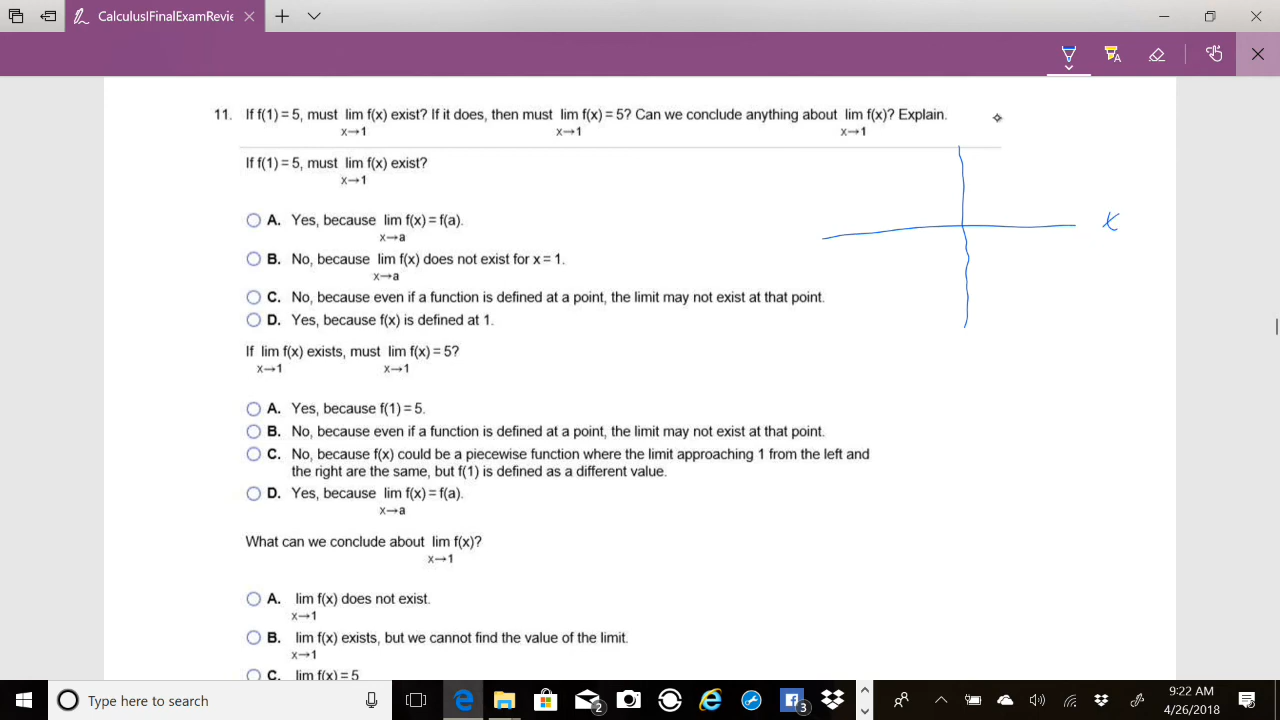 CalculusIFinalExamRevie
11. If f(1) = 5, must lim f(x) exist? If it does, then must lim f(x) = 5? Can we conclude anything about lim f(x)? Explain.
x→1 x→1 x→1
If f(1) = 5, must lim f(x) exist?
x→1
A. Yes, because lim f(x) = f(a).
x→a
B. No, because lim f(x) does not exist for x = 1.
x→a
C. No, because even if a function is defined at a point, the limit may not exist at that point.
D. Yes, because f(x) is defined at 1.
If lim f(x) exists, must lim f(x) = 5?
x→1 x→1
A. Yes, because f(1) = 5.
B. No, because even if a function is defined at a point, the limit may not exist at that point.
C. No, because f(x) could be a piecewise function where the limit approaching 1 from the left and
the right are the same, but f(1) is defined as a different value.
D. Yes, because lim f(x) = f(a).
x→a
What can we conclude about lim f(x)?
x→1
A. lim f(x) does not exist.
x→1
B. lim f(x) exists, but we cannot find the value of the limit.
x→1
C. lim f(x) = 5
Type here to search
2
3
9:22 AM
4/26/2018